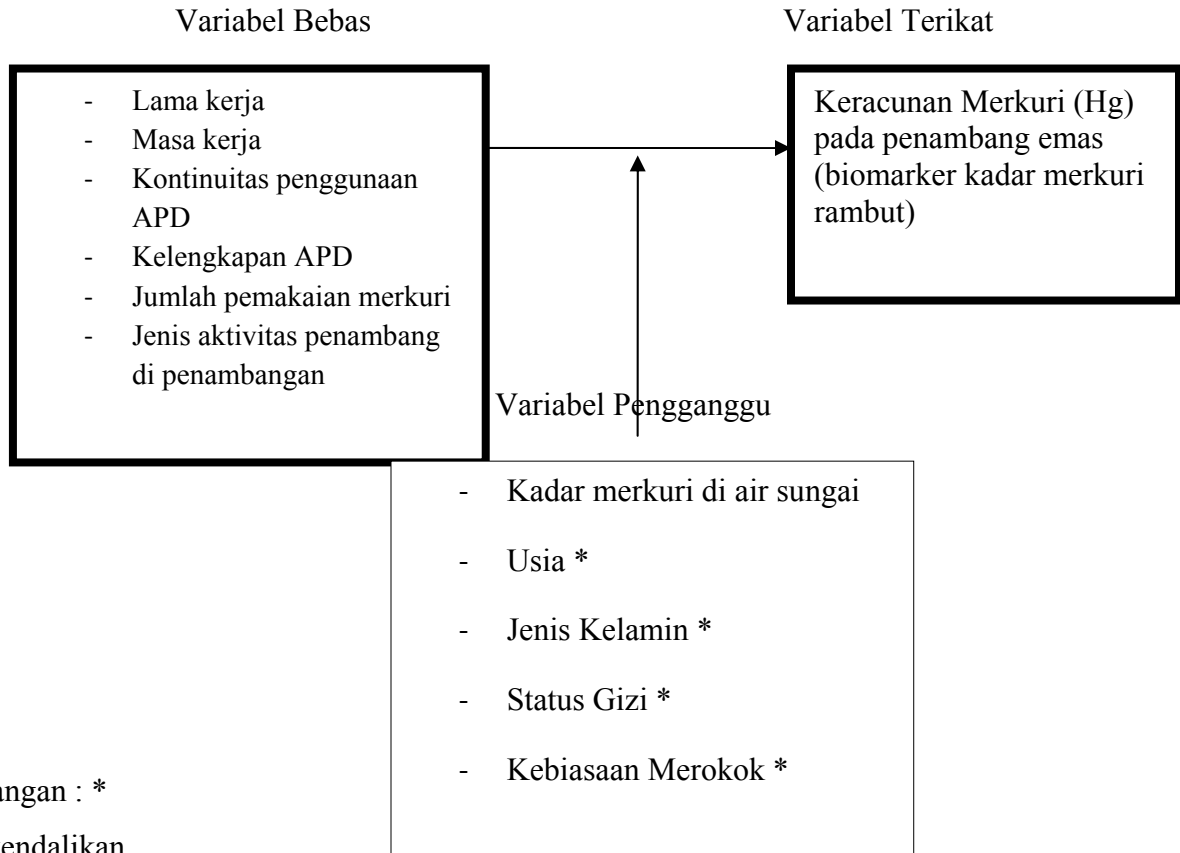 Variabel Bebas
Variabel Terikat
- Lama kerja
- Masa kerja
- Kontinuitas penggunaan
APD
- Kelengkapan APD
- Jumlah pemakaian merkuri
- Jenis aktivitas penambang
di penambangan
Keracunan Merkuri (Hg)
pada penambang emas
(biomarker kadar merkuri
rambut)
Variabel Pengganggu
- Kadar merkuri di air sungai
- Usia *
- Jenis Kelamin *
- Status Gizi *
- Kebiasaan Merokok *
angan : *
endalikan